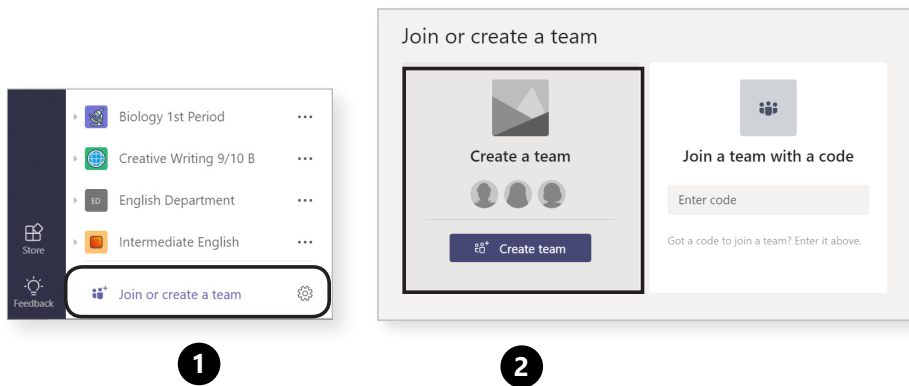 Biology 1st Period
Creative Writing 9/10 B
ED English Department
Intermediate English
Store
Join or create a team
Feedback
1
Join or create a team
Create a team
Create team
Join a team with a code
Enter code
Got a code to join a team? Enter it above.
2